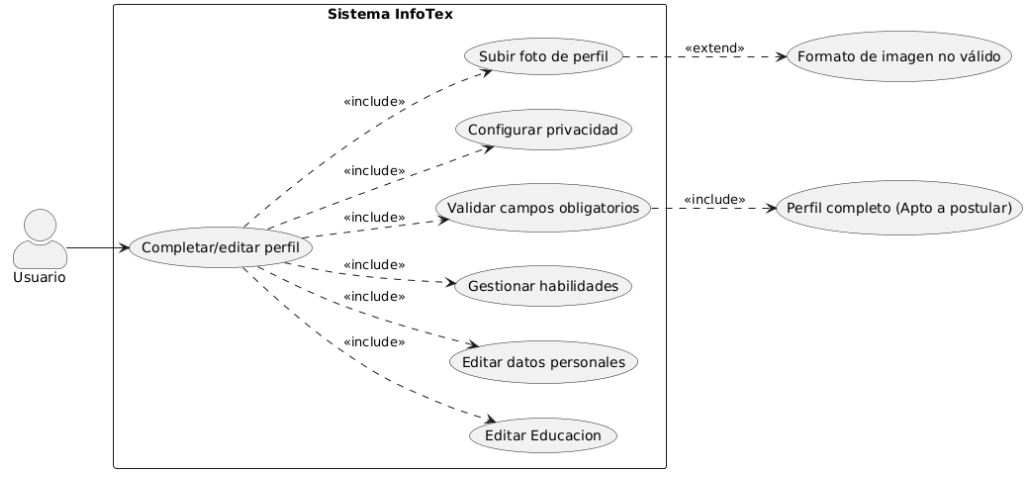 Sistema InfoTex
Subir foto de perfil
«extend»
Formato de imagen no válido
«include»
Configurar privacidad
«include»
Validar campos obligatorios
«include»
Perfil completo (Apto a postular)
«include»
Usuario
Completar/editar perfil
«include»
Gestionar habilidades
«include»
Editar datos personales
«include»
Editar Educacion